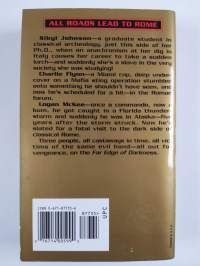 ALL ROADS LEAD TO ROME
Sibyl Johnson—a graduate student in
classical archeology, just this side of her
Ph.D., when an anachronism at her dig in
Italy causes her career to take a sudden
lurch—and suddenly she's a slave in the very
society she was studying!
Charlie Flynn—a Miami cop, deep under-
cover on a Mafia sting operation stumbles
onto something he shouldn't have seen, and
now he's scheduled for a hit—in the Roman
forum.
Logan McKee—once a commando, now a
bum, he got caught in a Florida thunder-
storm and suddenly he was in Alaska—five
years after the storm struck. Now he's
slated for a fatal visit to the dark side of
classical Rome.
Three people, all castaways in time, all vic-
tims of the same evil hand—all out to
vengeance, on the Far Edge of Darkness.